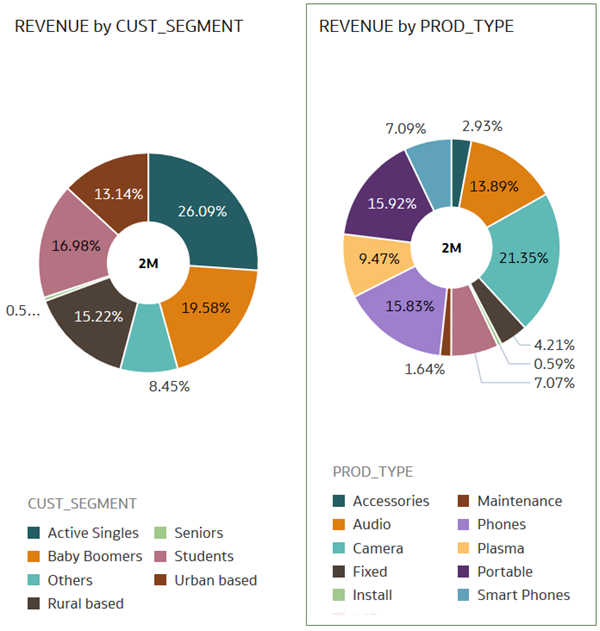 REVENUE by CUST_SEGMENT
26.09%
19.58%
8.45%
15.22%
0.5...
16.98%
13.14%
2M
CUST_SEGMENT
Active Singles
Seniors
Baby Boomers
Students
Others
Urban based
Rural based
REVENUE by PROD_TYPE
2.93%
13.89%
21.35%
4.21%
0.59%
7.07%
1.64%
15.83%
9.47%
15.92%
7.09%
2M
PROD_TYPE
Accessories
Maintenance
Audio
Phones
Camera
Plasma
Fixed
Portable
Install
Smart Phones